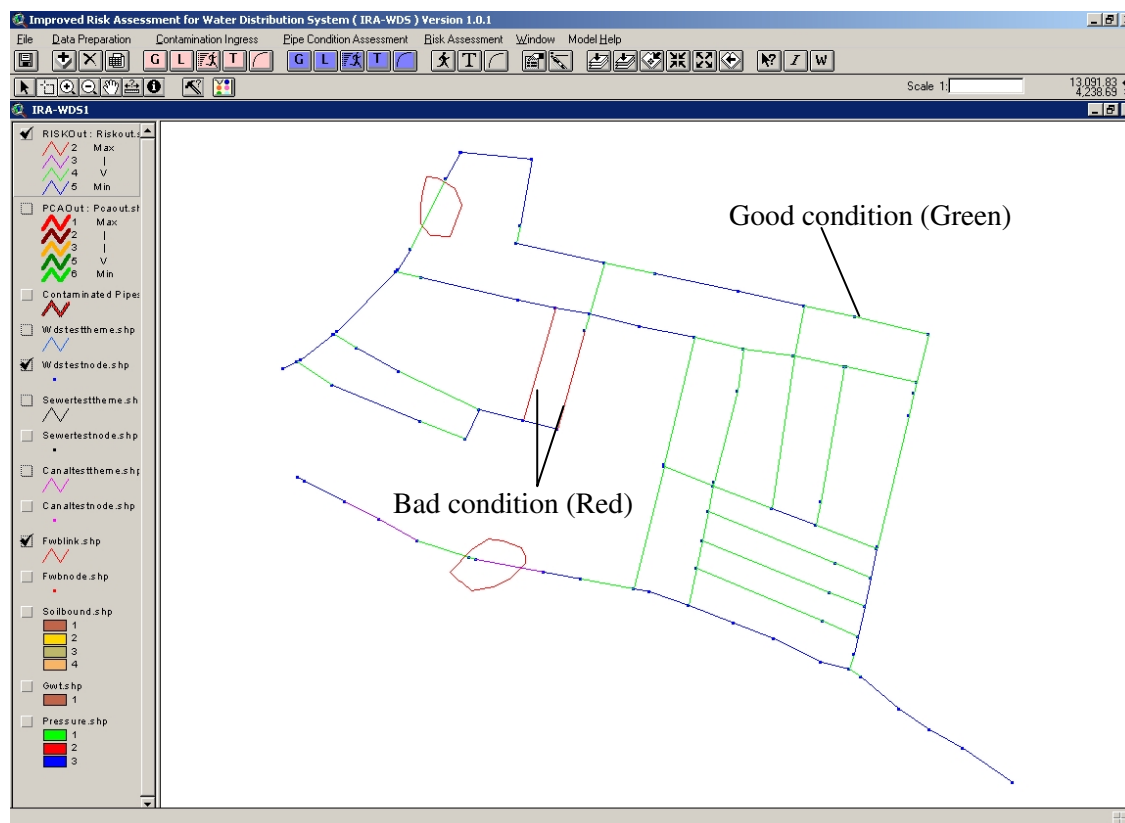 Improved Risk Assessment for Water Distribution System ( IRA-WDS ) Version 1.0.1
File Data Preparation Contamination Ingress Pipe Condition Assessment Risk Assessment Window Model Help
G L T G L T T I W
Scale 1: 13,091.83
4,238.69
IRA-WDS1
RISKOut : Riskout.s
2 Max
3 |
4 V
5 Min
PCAOut : Pcaout.sh
1 Max
2 |
3 |
5 V
6 Min
Contaminated Pipes
Wdstesttheme.shp
Wdstestnode.shp
Sewertesttheme.sh
Sewertestnode.shp
Canaltesttheme.shp
Canaltestnode.shp
Fwblink.shp
Fwbnode.shp
Soilbound.shp
1
2
3
4
Gwt.shp
1
Pressure.shp
1
2
3
Good condition (Green)
Bad condition (Red)